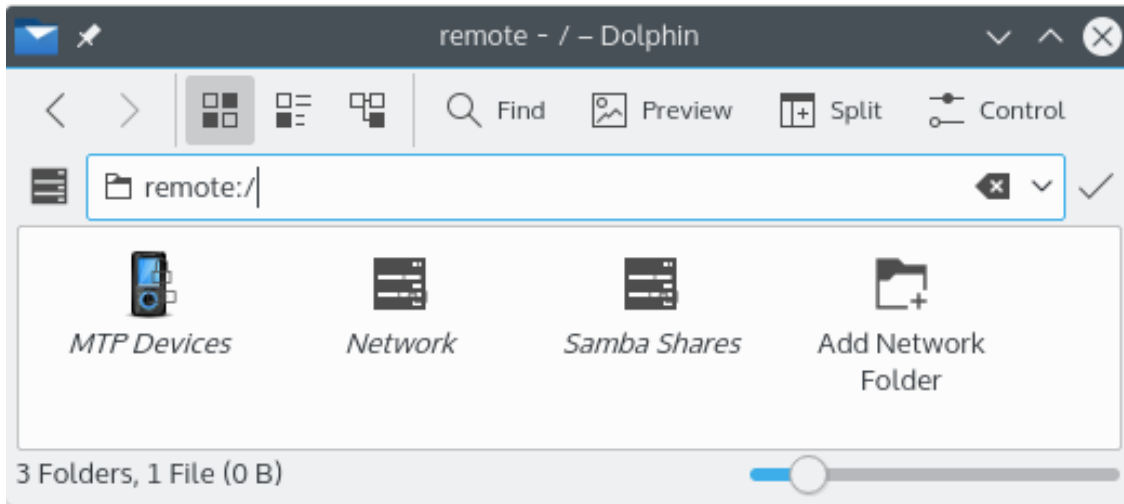 remote - / – Dolphin
Find Preview Split Control
remote:/
MTP Devices Network Samba Shares Add Network
Folder
3 Folders, 1 File (0 B)